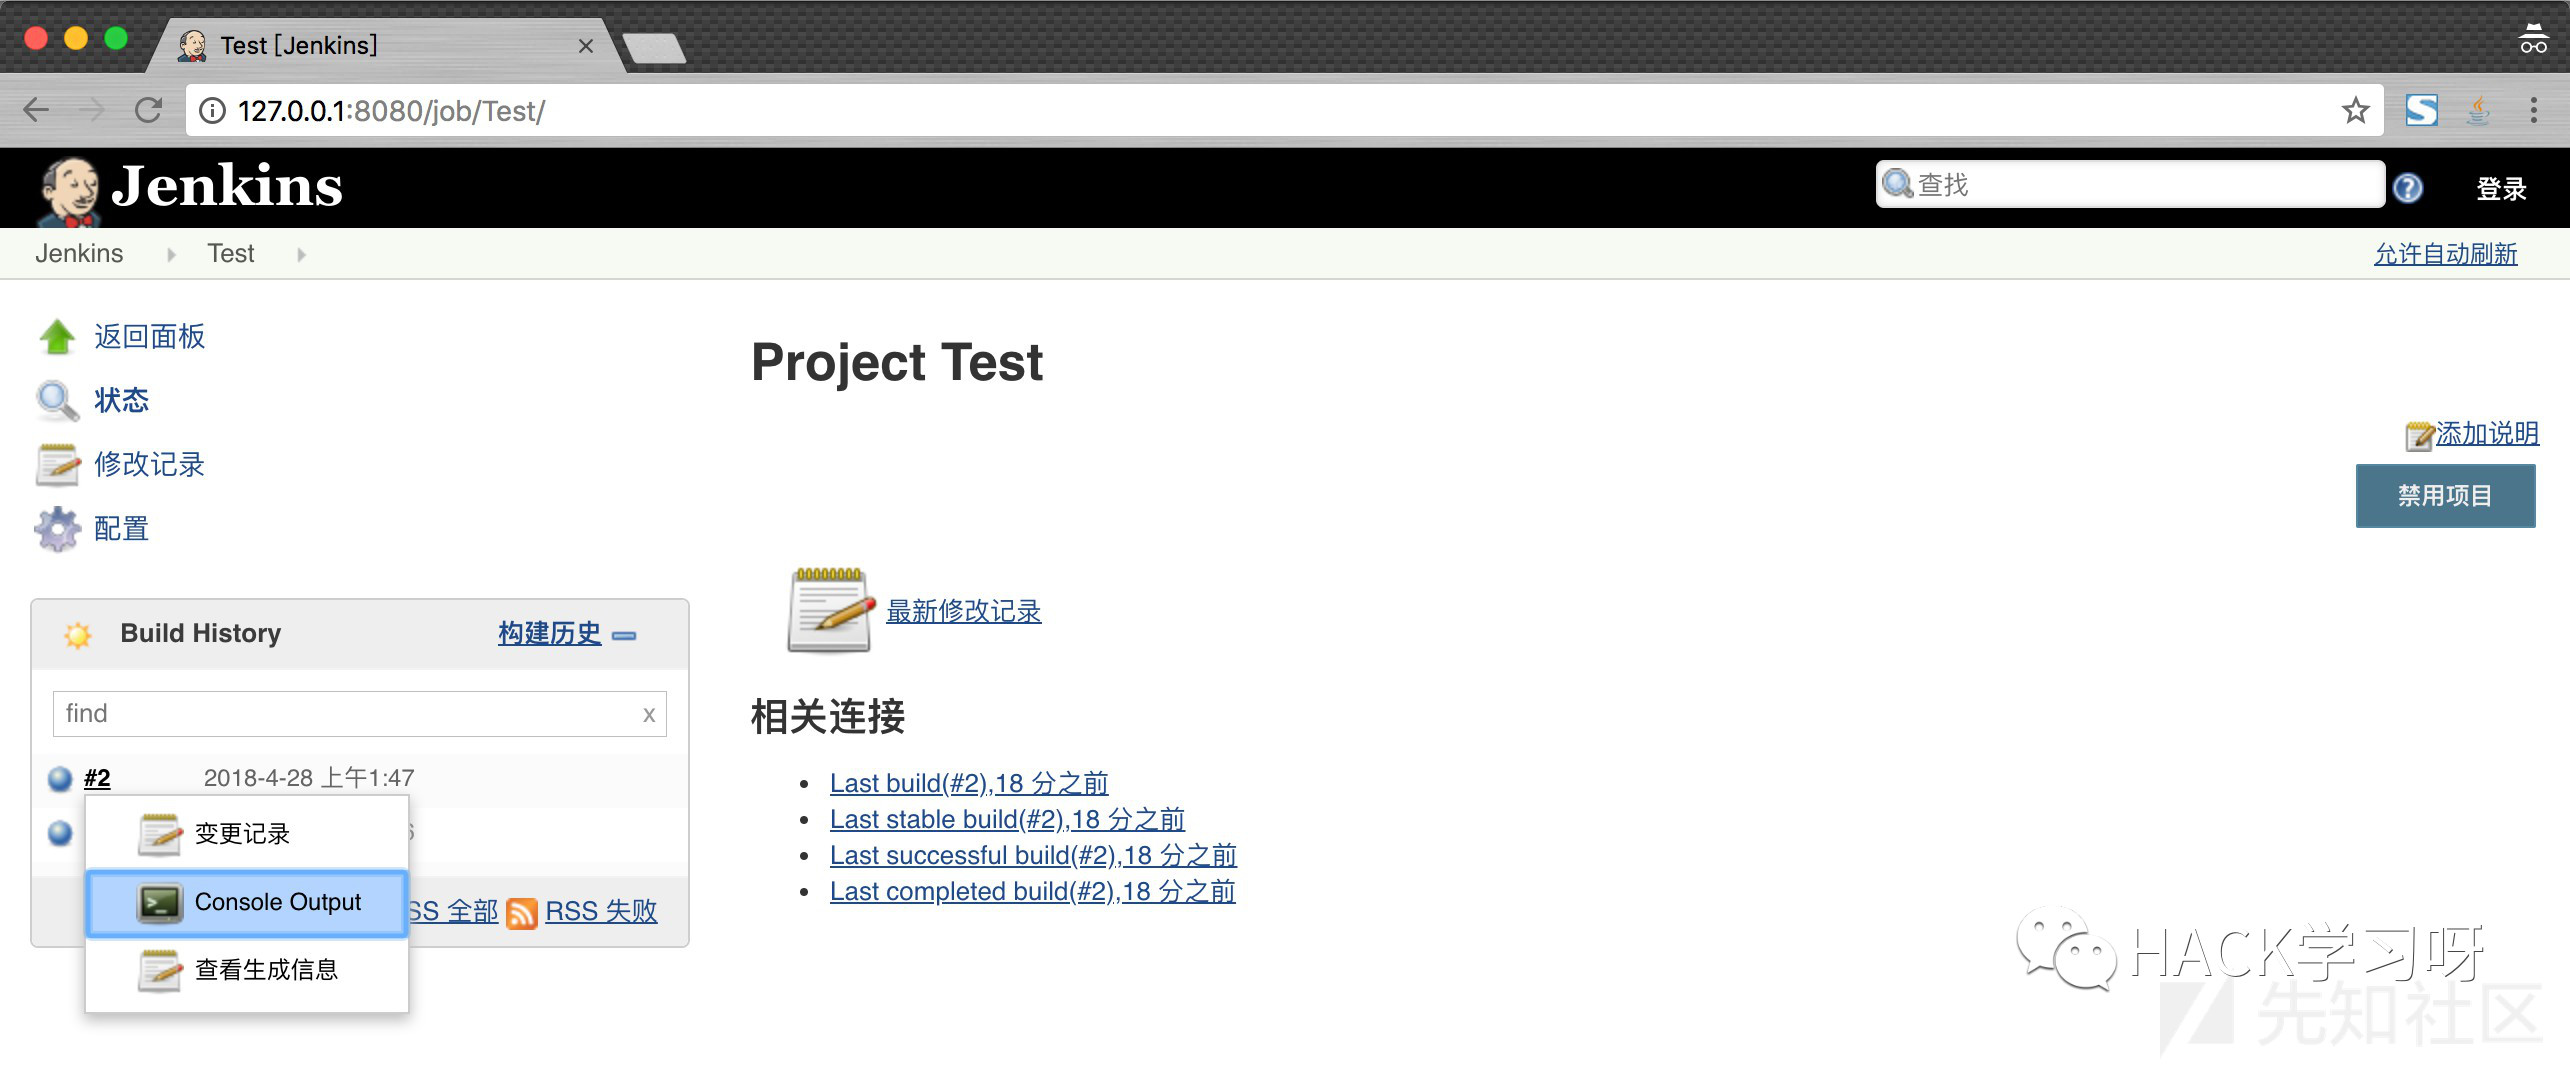 Test [Jenkins]
127.0.0.1:8080/job/Test/
Jenkins
查找
登录
Jenkins
Test
允许自动刷新
返回面板
状态
修改记录
配置
Project Test
添加说明
禁用项目
最新修改记录
Build History
构建历史
find
x
#2
2018-4-28 上午1:47
变更记录
Console Output
SS 全部
RSS 失败
查看生成信息
相关连接
Last build(#2),18 分之前
Last stable build(#2),18 分之前
Last successful build(#2),18 分之前
Last completed build(#2),18 分之前
HACK学习呀
先知社区